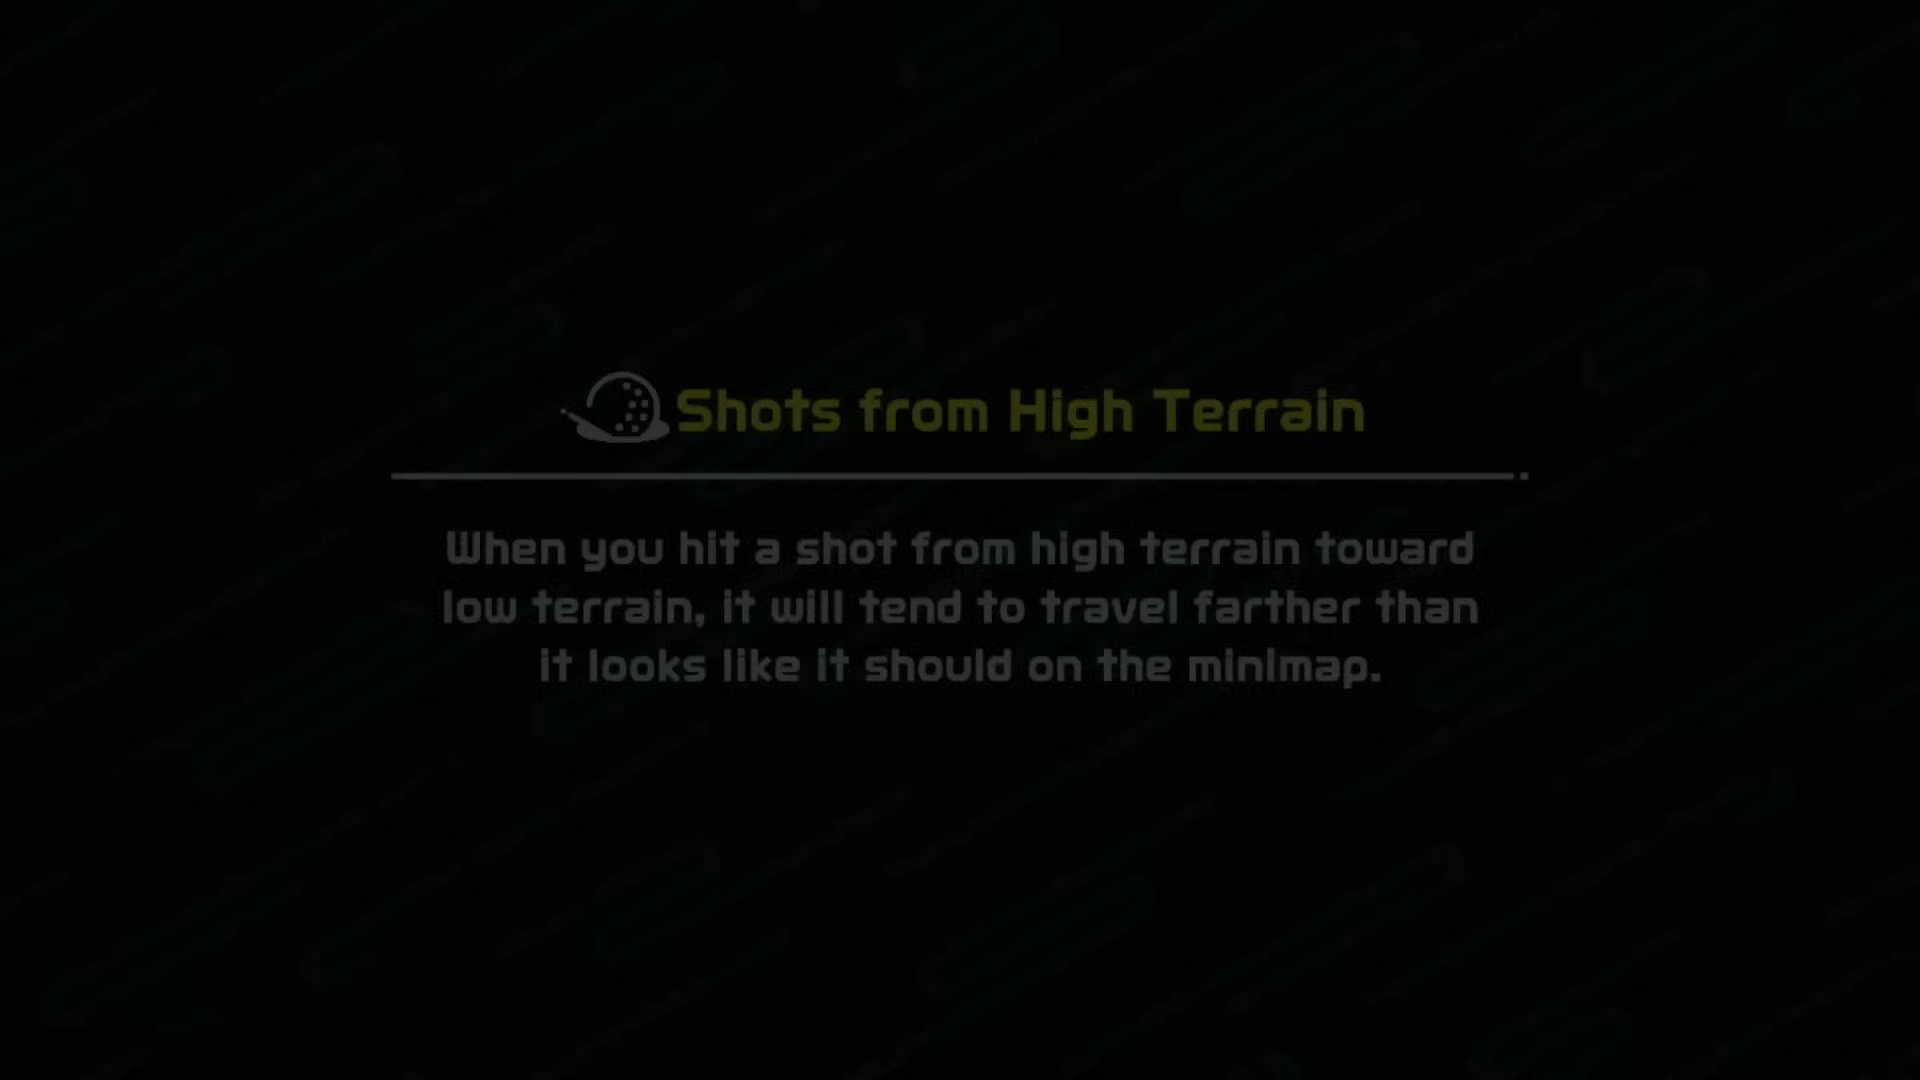 Shots from High Terrain
When you hit a shot from high terrain toward
low terrain, it will tend to travel farther than
it looks like it should on the minimap.